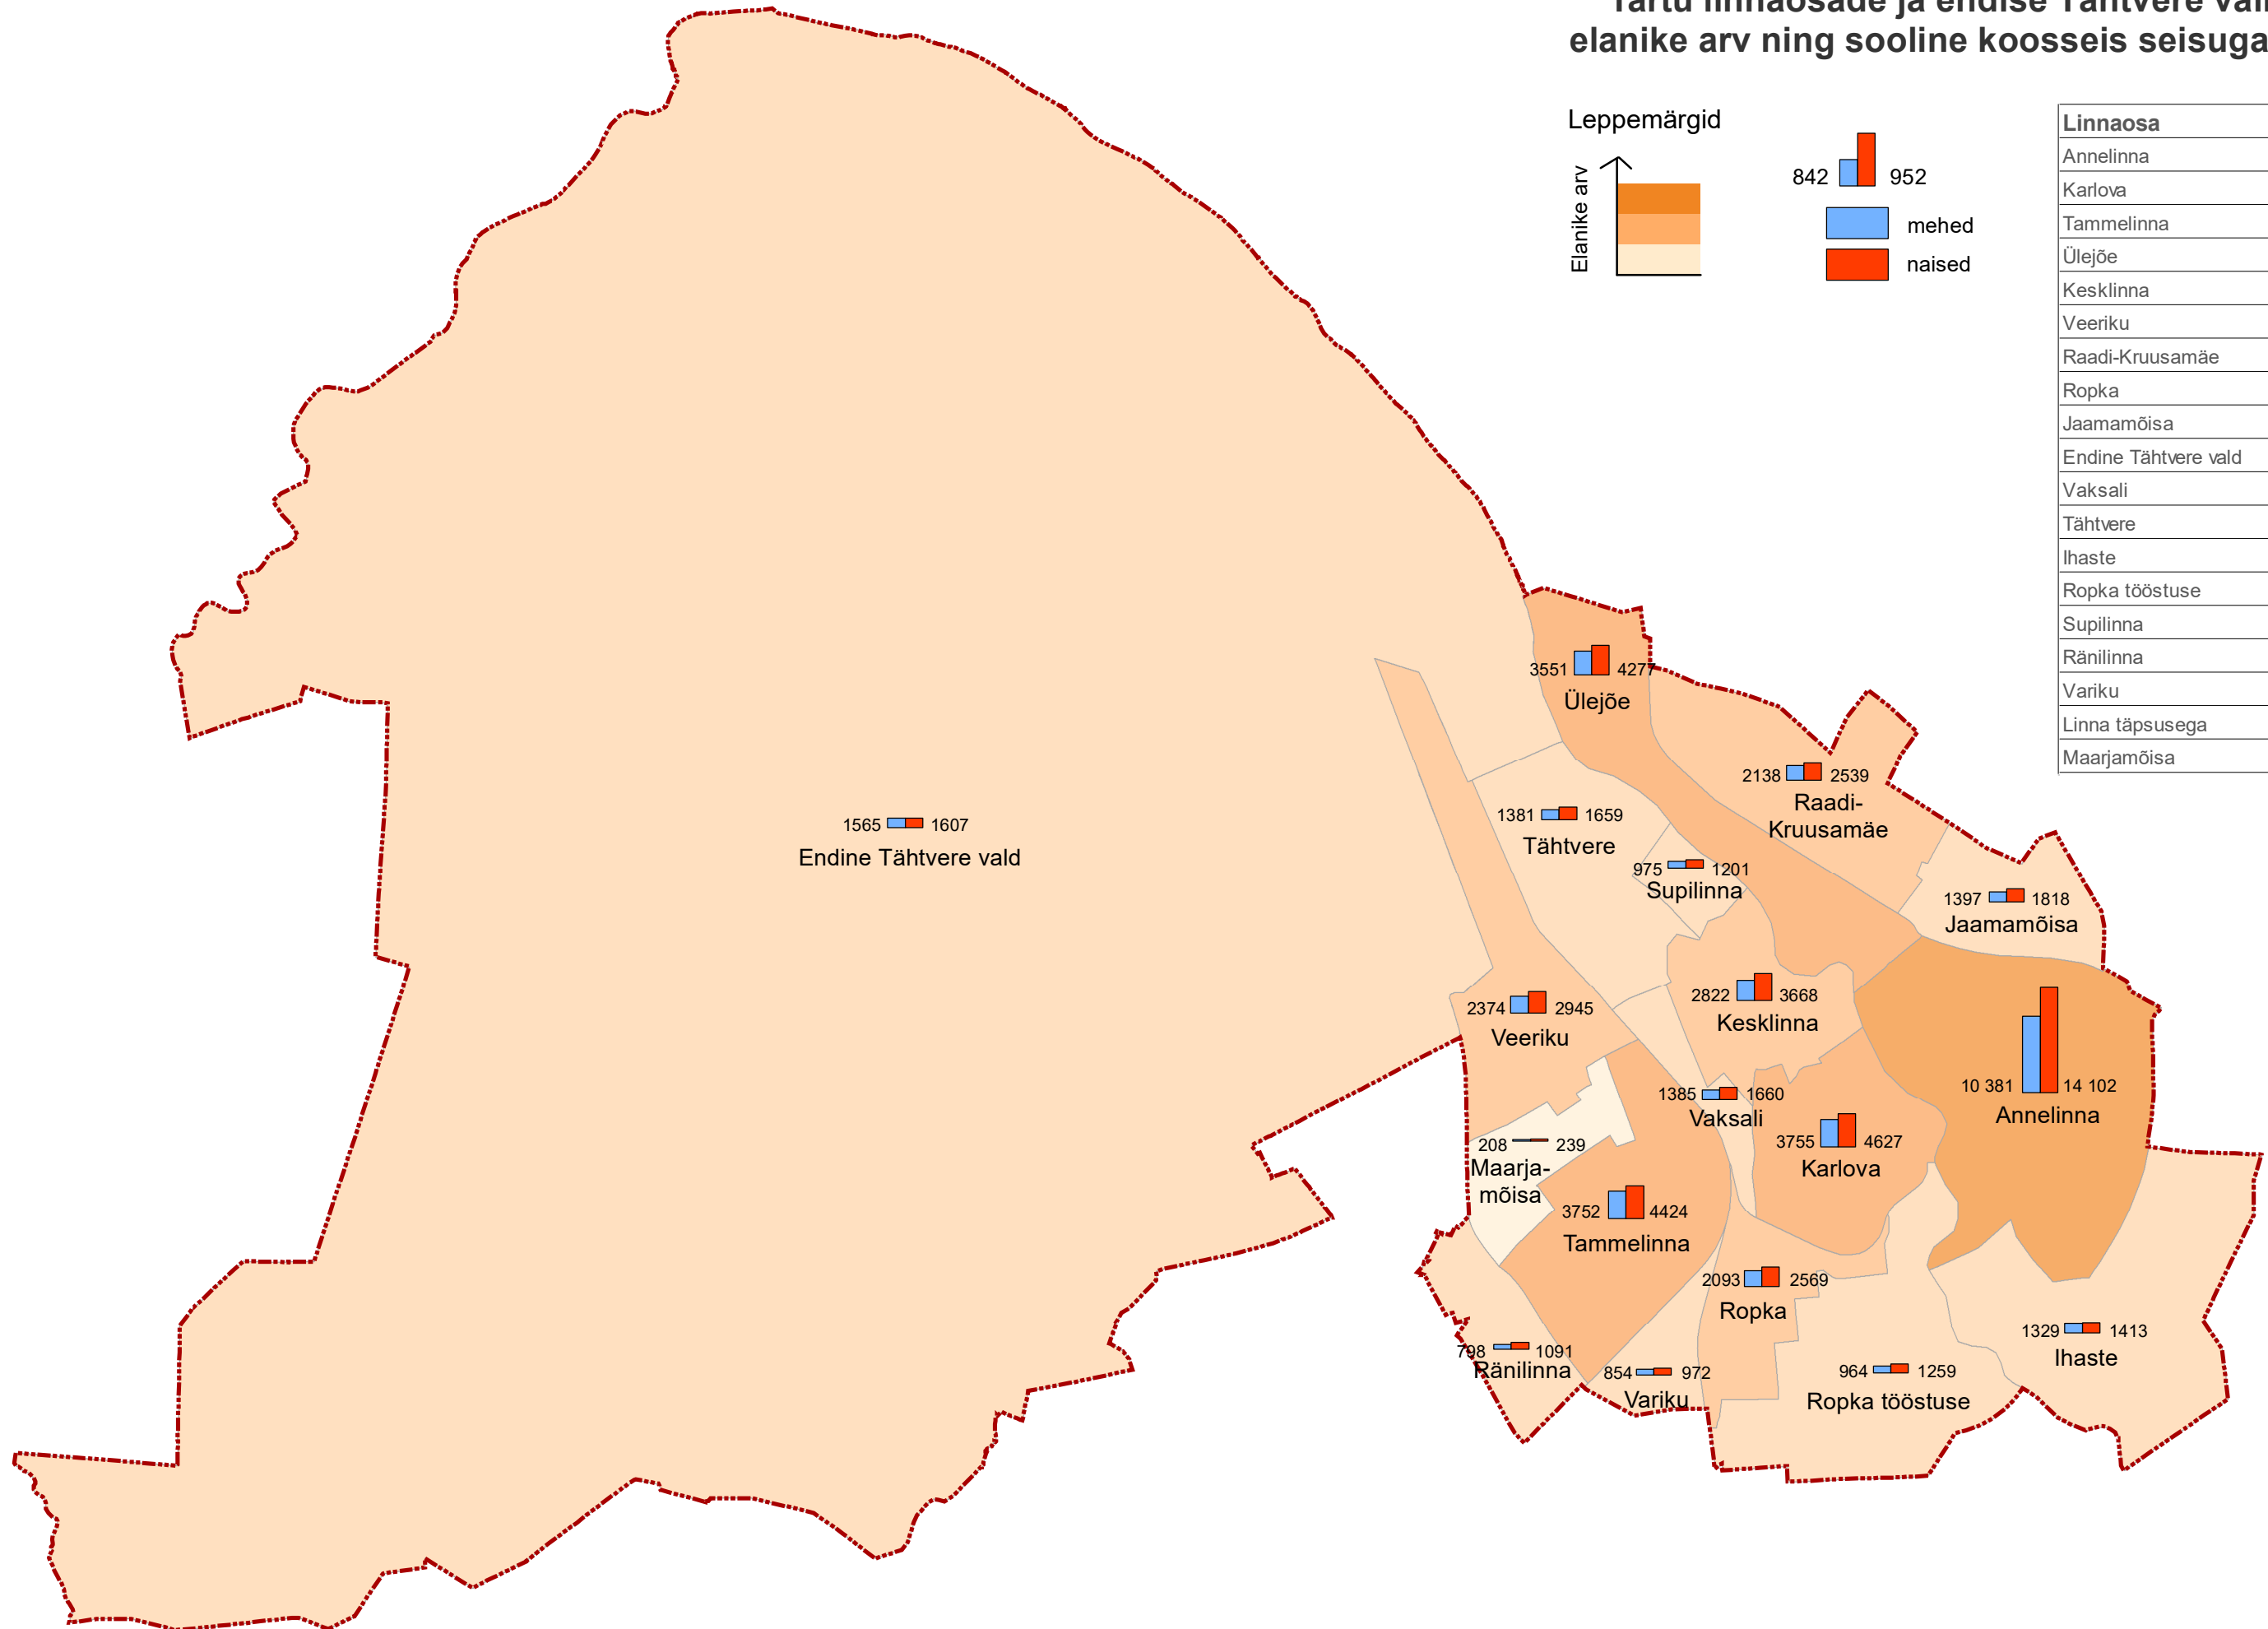 Tartu linnaosade ja endise Tähtvere
elanike arv ning sooline koosseis seisuga
Leppemärgid
Elanike arv
842 952
mehed
naised
Linnaosa
Annelinna
Karlova
Tammelinna
Ülejõe
Kesklinna
Veeriku
Raadi-Kruusamäe
Ropka
Jaamamõisa
Endine Tähtvere vald
Vaksali
Tähtvere
Ihaste
Ropka tööstuse
Supilinna
Ränilinna
Variku
Linna täpsusega
Maarjamõisa
3551 4277
Ülejõe
2138 2539
Raadi-
Kruusamäe
1565 1607
Endine Tähtvere vald
1381 1659
Tähtvere
975 1201
Supilinna
1397 1818
Jaamamõisa
2374 2945
Veeriku
2822 3668
Kesklinna
10 381 14 102
Annelinna
1385 1660
Vaksali
3755 4627
Karlova
208 239
Maarja-
mõisa
3752 4424
Tammelinna
2093 2569
Ropka
1329 1413
Ihaste
798 1091
Ränilinna
854 972
Variku
964 1259
Ropka tööstuse